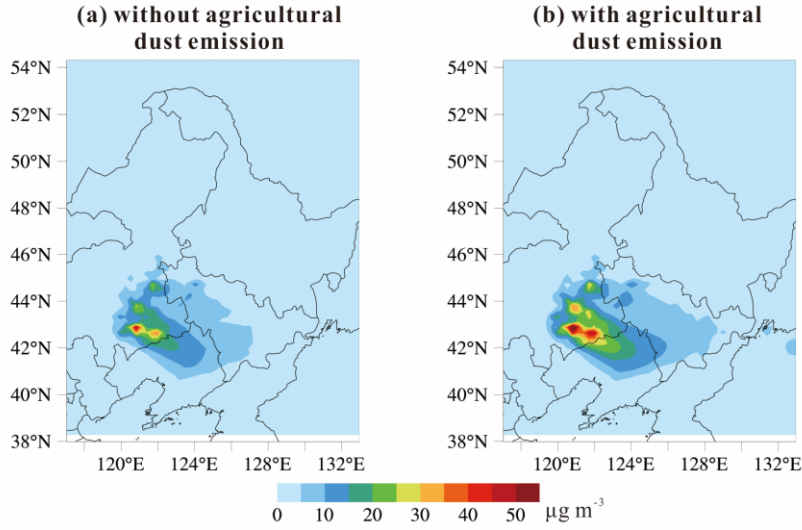 (a) without agricultural
dust emission
(b) with agricultural
dust emission
54°N
52°N
50°N
48°N
46°N
44°N
42°N
40°N
38°N
120°E 124°E 128°E 132°E
54°N
52°N
50°N
48°N
46°N
44°N
42°N
40°N
38°N
120°E 124°E 128°E 132°E
0 10 20 30 40 50 μg m⁻³